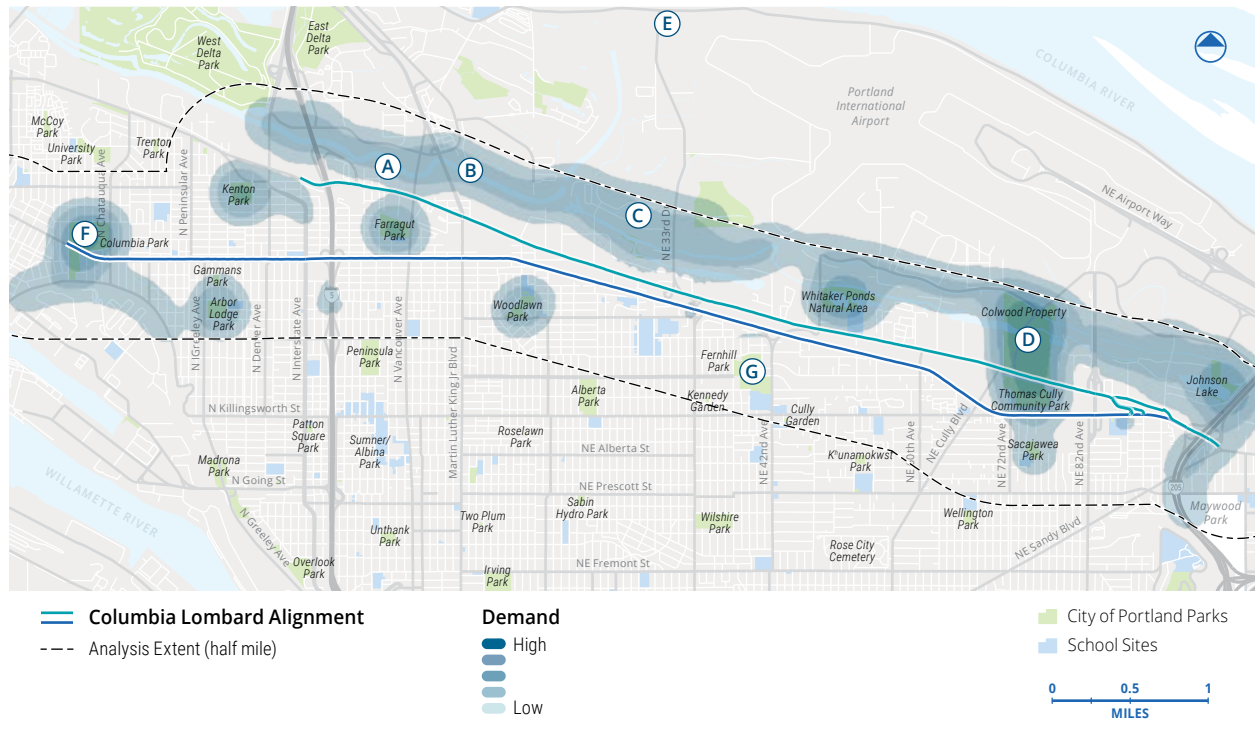 East
Delta
Park
West
Delta
Park
E
COLUMBIA RIVER
Portland
International
Airport
McCoy
Park
University
Park
Trenton
Park
N Chatauqua Ave
N Peninsular Ave
A
B
C
Kenton
Park
Farragut
Park
NE 33rd Dr
NE Airport Way
F
Columbia Park
Gammans
Park
Arbor
Lodge
Park
5
Woodlawn
Park
Whitaker Ponds
Natural Area
Colwood Property
D
N Greeley Ave
N Denver Ave
N Interstate Ave
N Vancouver Ave
Martin Luther King Jr Blvd
Peninsula
Park
Fernhill
Park
G
Johnson
Lake
Alberta
Park
Kennedy
Garden
Thomas Cully
Community Park
N Killingsworth St
Cully
Garden
Patton
Square
Park
Sumner/
Albina
Park
Roselawn
Park
NE Alberta St
NE 42nd Ave
NE 60th Ave
NE Cully Blvd
NE 72nd Ave
Sacajawea
Park
NE 82nd Ave
Madrona
Park
N Going St
K'unamokwst
Park
NE Prescott St
205
WILLAMETTE RIVER
N Greeley Ave
Sabin
Hydro Park
Two Plum
Park
Wilshire
Park
Wellington
Park
Maywood
Park
Unthank
Park
NE Sandy Blvd
Rose City
Cemetery
Overlook
Park
Irving
Park
NE Fremont St
Columbia Lombard Alignment
Analysis Extent (half mile)
Demand
High
Low
City of Portland Parks
School Sites
0 0.5 1
MILES